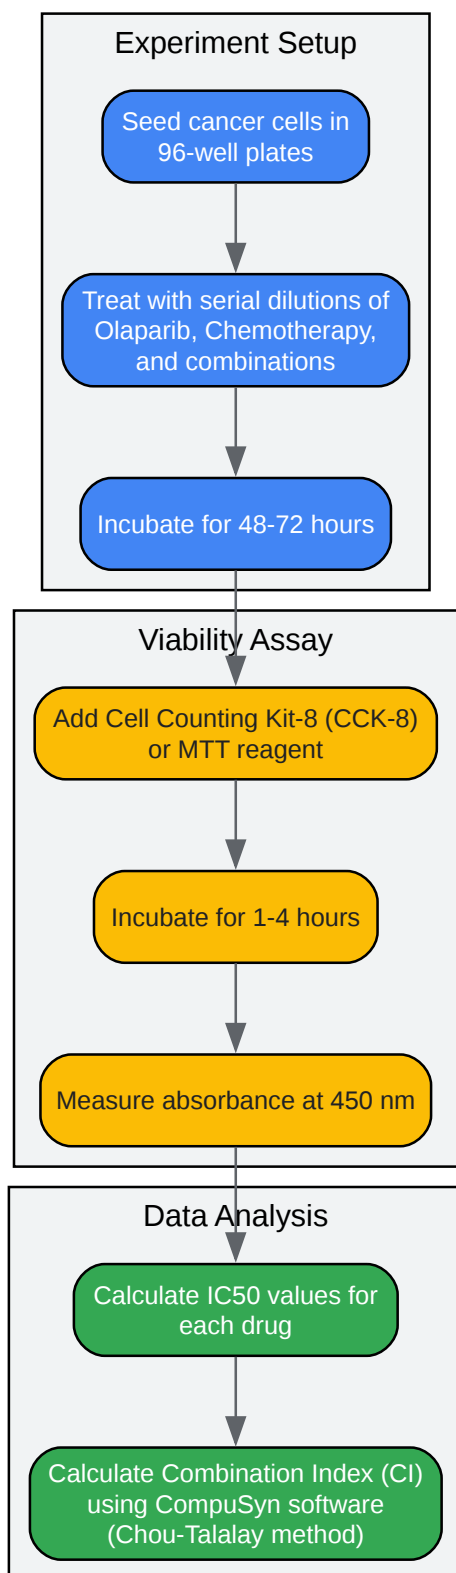 Experiment Setup
Seed cancer cells in
96-well plates
Treat with serial dilutions of
Olaparib, Chemotherapy,
and combinations
Incubate for 48-72 hours
Viability Assay
Add Cell Counting Kit-8 (CCK-8)
or MTT reagent
Incubate for 1-4 hours
Measure absorbance at 450 nm
Data Analysis
Calculate IC50 values for
each drug
Calculate Combination Index (CI)
using CompuSyn software
(Chou-Talalay method)